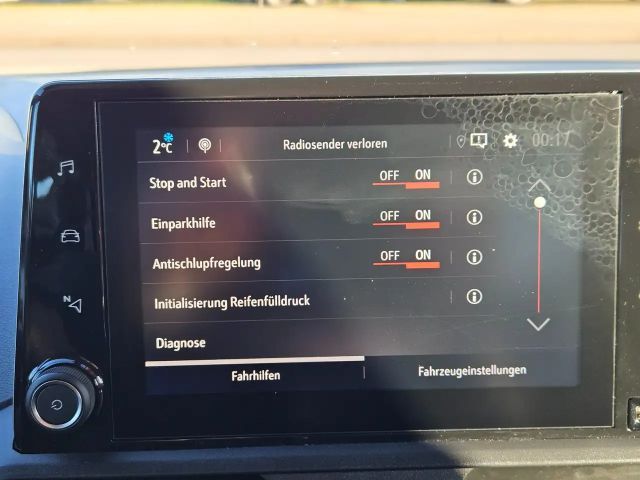 2°C Radiosender verloren 00:17
Stop and Start OFF ON
Einparkhilfe OFF ON
Antischlupfregelung OFF ON
N
Initialisierung Reifenfülldruck
Diagnose
Fahrhilfen Fahrzeugeinstellungen